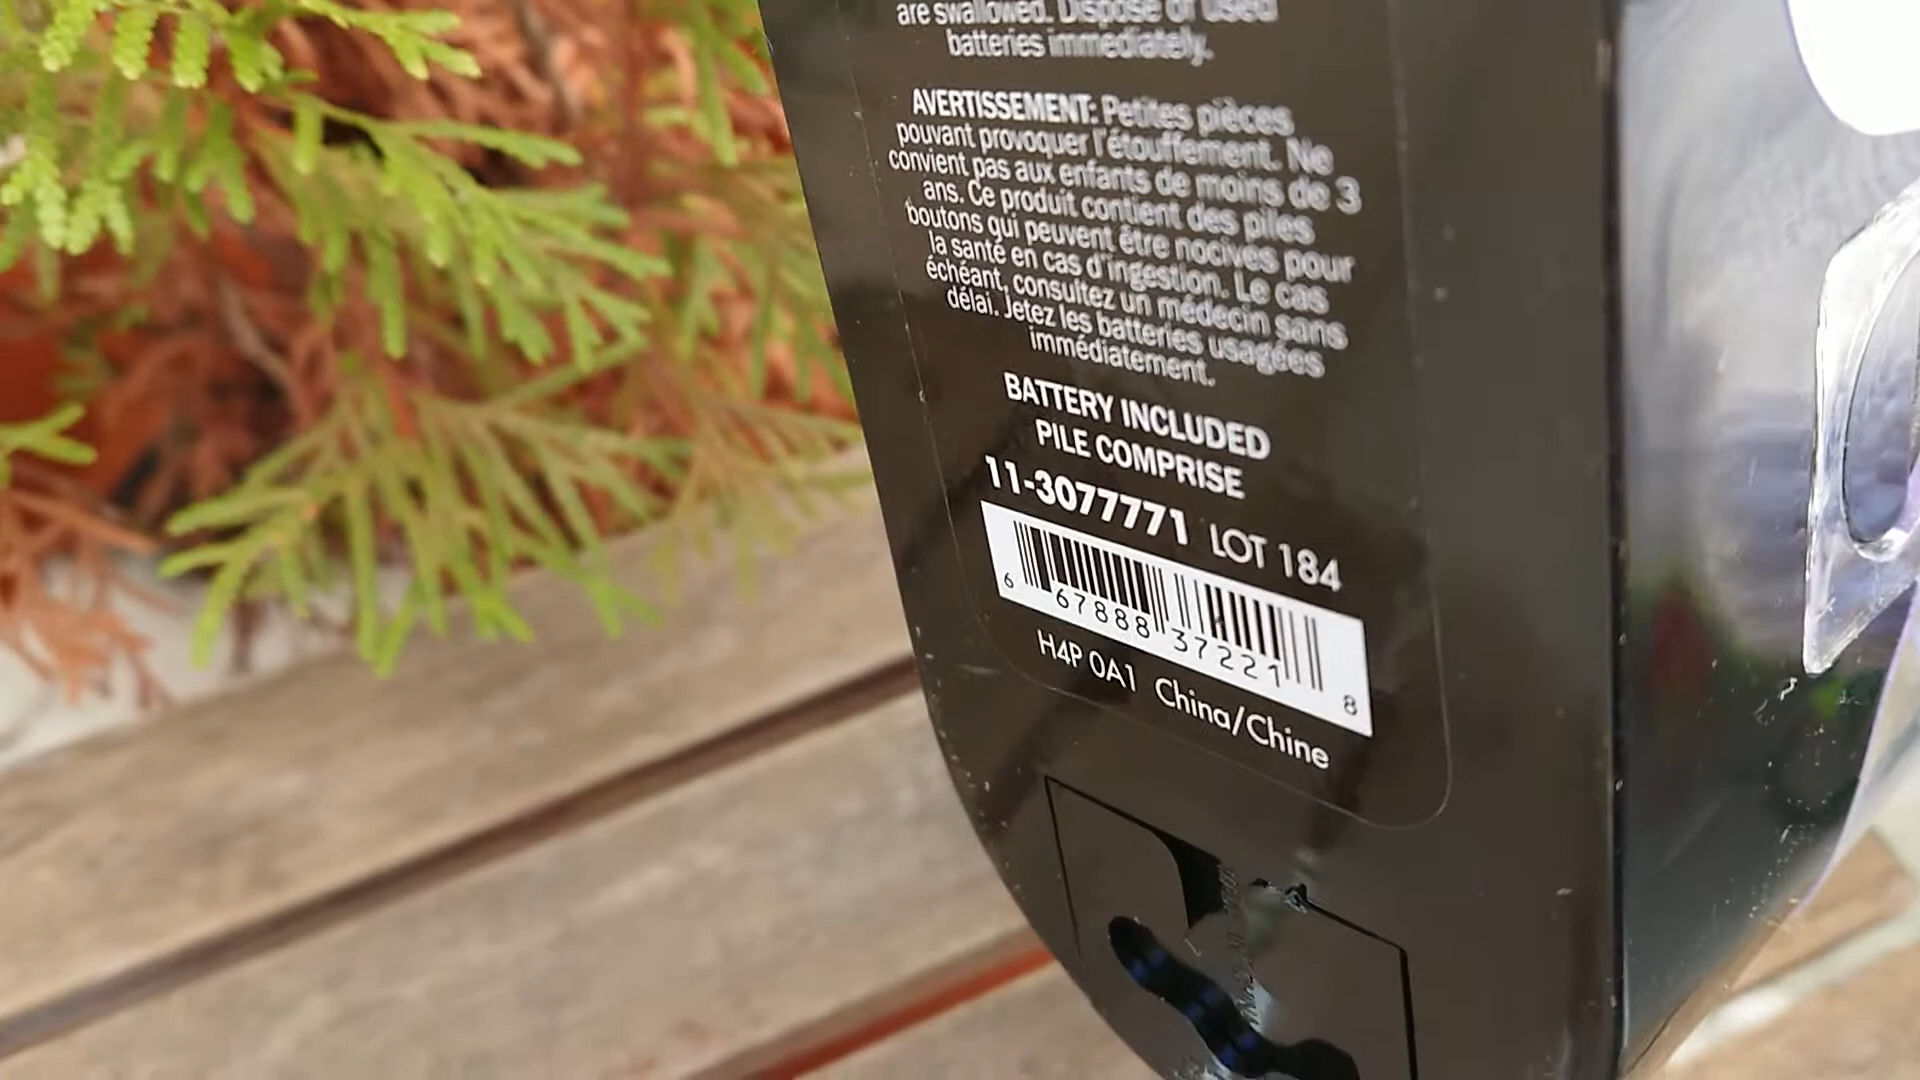 are swallowed. Dispose of used
batteries immediately.
AVERTISSEMENT: Petites pièces
pouvant provoquer l'étouffement. Ne
convient pas aux enfants de moins de 3
ans. Ce produit contient des piles
boutons qui peuvent être nocives pour
la santé en cas d'ingestion. Le cas
échéant, consultez un médecin sans
délai. Jetez les batteries usagées
immédiatement.
BATTERY INCLUDED
PILE COMPRISE
11-3077771 LOT 184
6 67888 37221 8
H4P 0A1 China/Chine